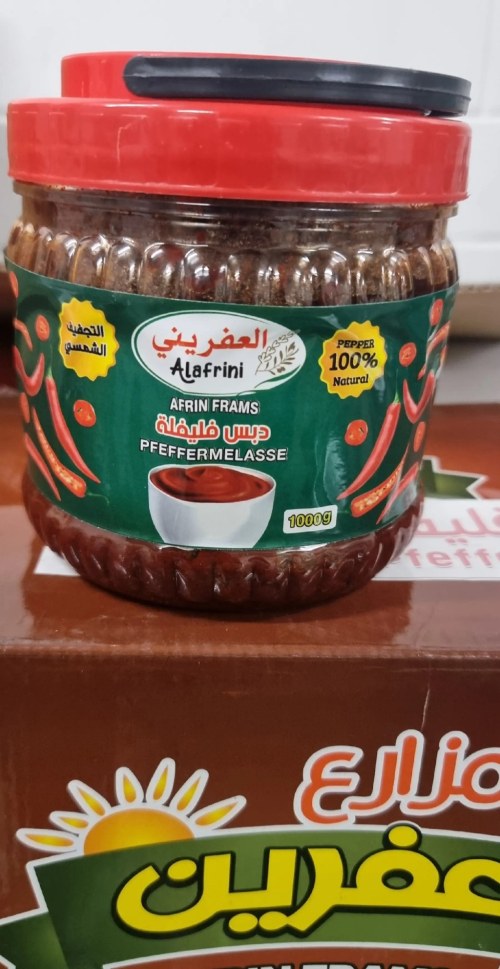 التجفيف
الشمسي
العفريني
Alafrini
PEPPER
100%
Natural
AFRIN FRAMS
دبس فليفلة
PFEFFERMELASSE
1000g
مزارع
عفرين